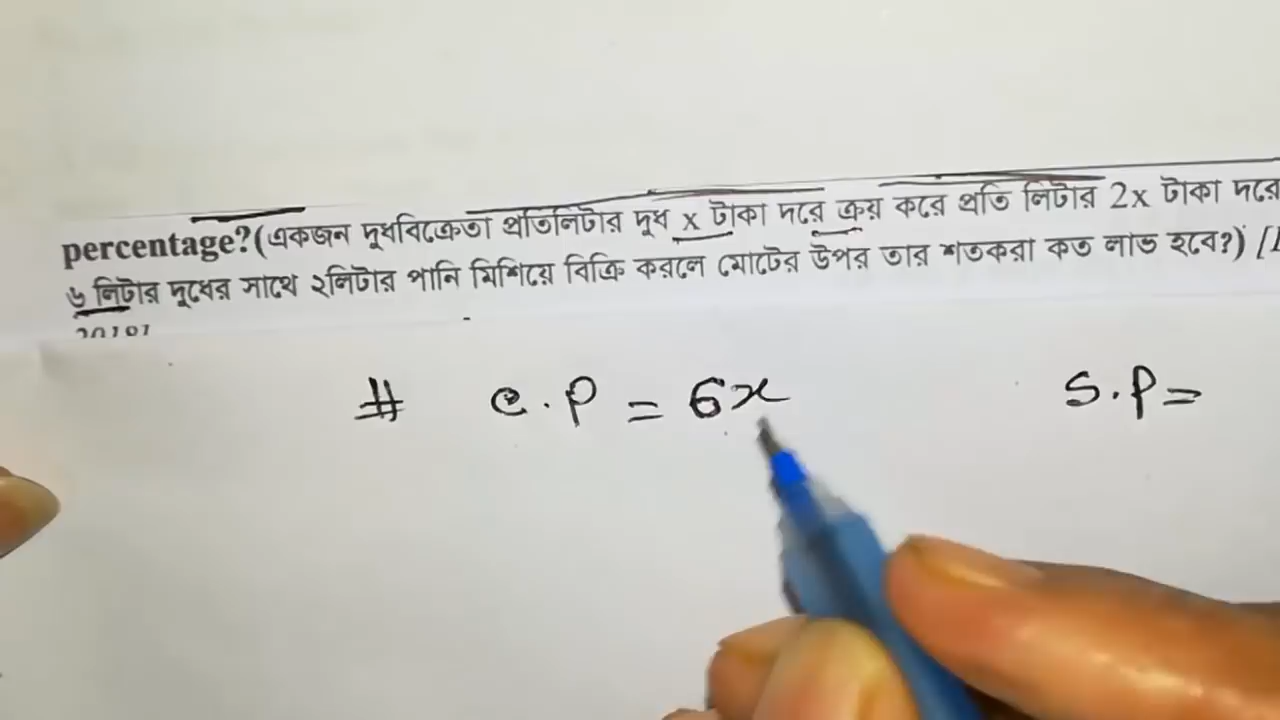 percentage?(একজন দুধবিক্রেতা প্রতিলিটার দুধ x টাকা দরে ক্রয় করে প্রতি লিটার 2x টাকা দরে
৬ লিটার দুধের সাথে ২লিটার পানি মিশিয়ে বিক্রি করলে মোটের উপর তার শতকরা কত লাভ হবে?) [
# C.P = 6x S.P =